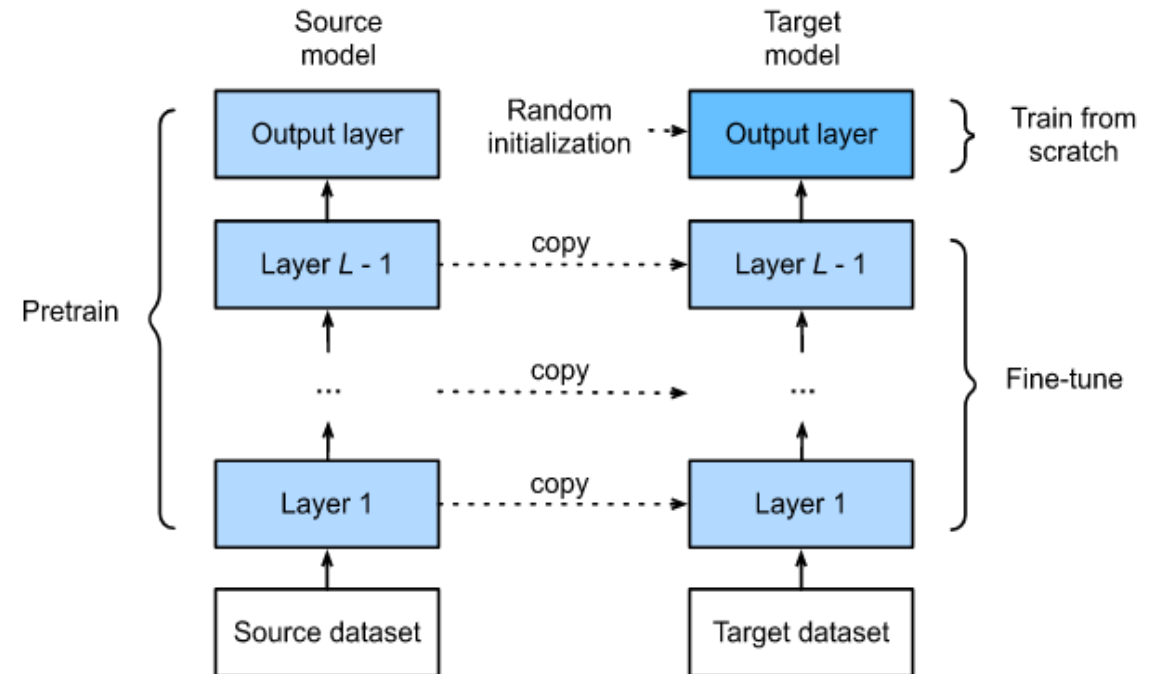 Source
model
Target
model
Output layer
Random
initialization
Output layer
Train from
scratch
Layer L - 1
copy
Layer L - 1
Pretrain
...
copy
...
Fine-tune
Layer 1
copy
Layer 1
Source dataset
Target dataset